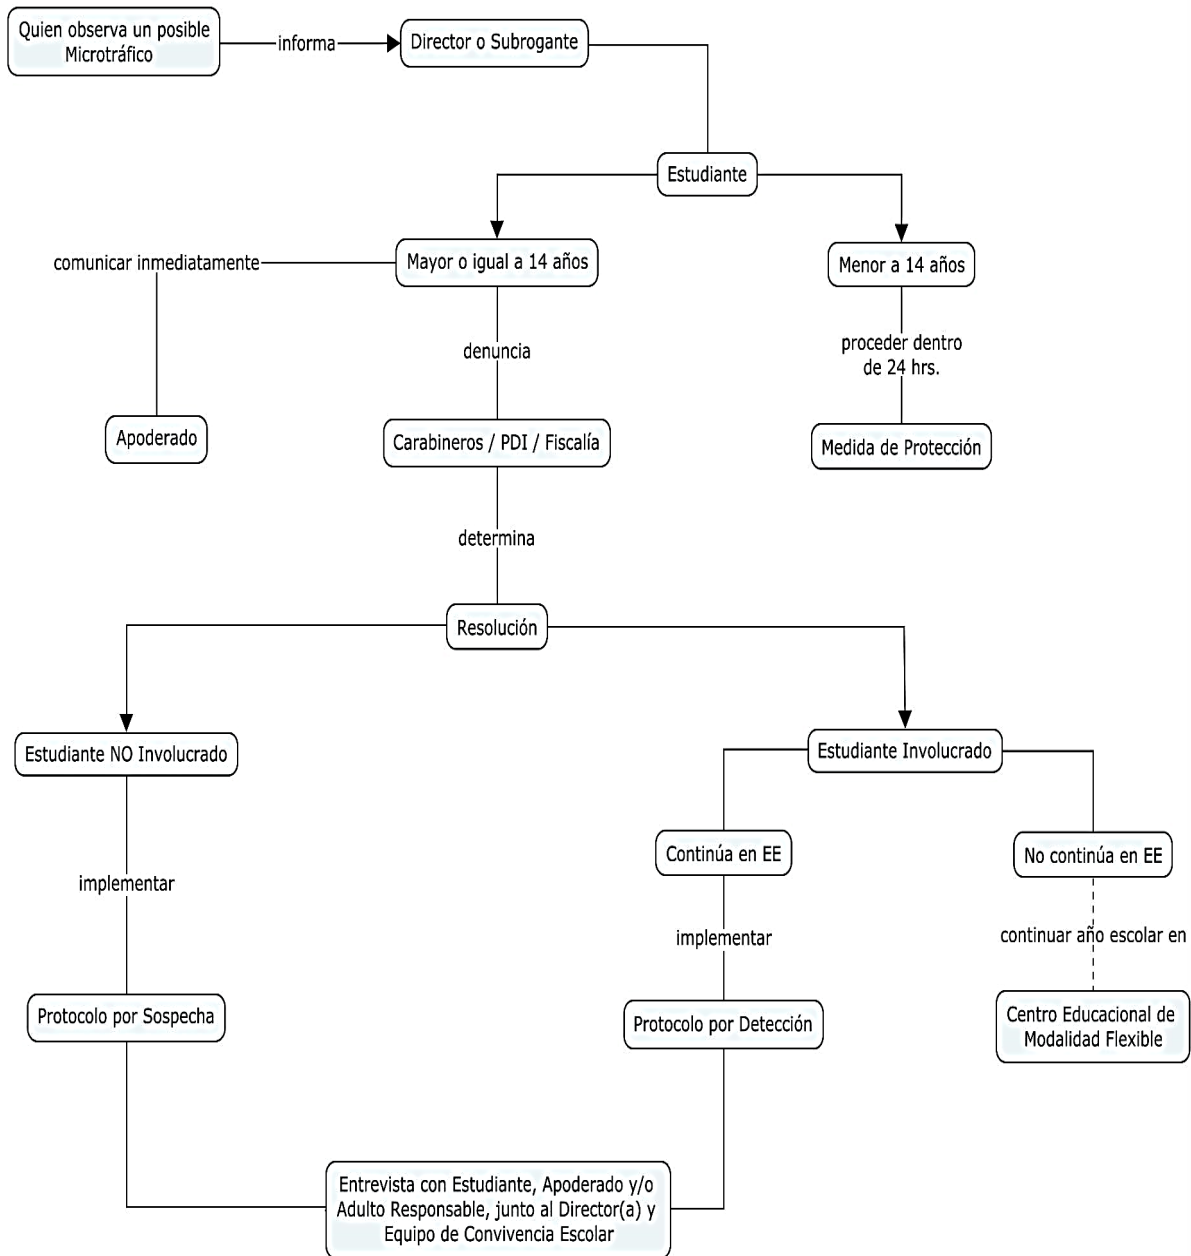 Quien observa un posible
Microtráfico
informa
Director o Subrogante
Estudiante
comunicar inmediatamente
Mayor o igual a 14 años
Menor a 14 años
denuncia
proceder dentro
de 24 hrs.
Apoderado
Carabineros / PDI / Fiscalía
Medida de Protección
determina
Resolución
Estudiante NO Involucrado
Estudiante Involucrado
Continúa en EE
No continúa en EE
implementar
implementar
continuar año escolar en
Protocolo por Sospecha
Protocolo por Detección
Centro Educacional de
Modalidad Flexible
Entrevista con Estudiante, Apoderado y/o
Adulto Responsable, junto al Director(a) y
Equipo de Convivencia Escolar